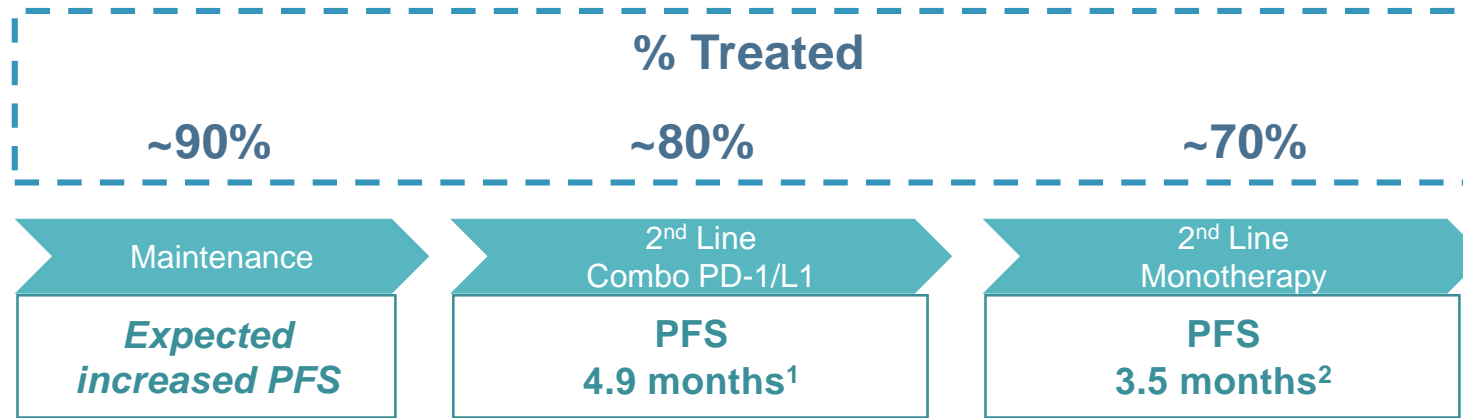 % Treated
~90% ~80% ~70%
Maintenance
2nd Line
Combo PD-1/L1
2nd Line
Monotherapy
Expected
increased PFS
PFS
4.9 months1
PFS
3.5 months2